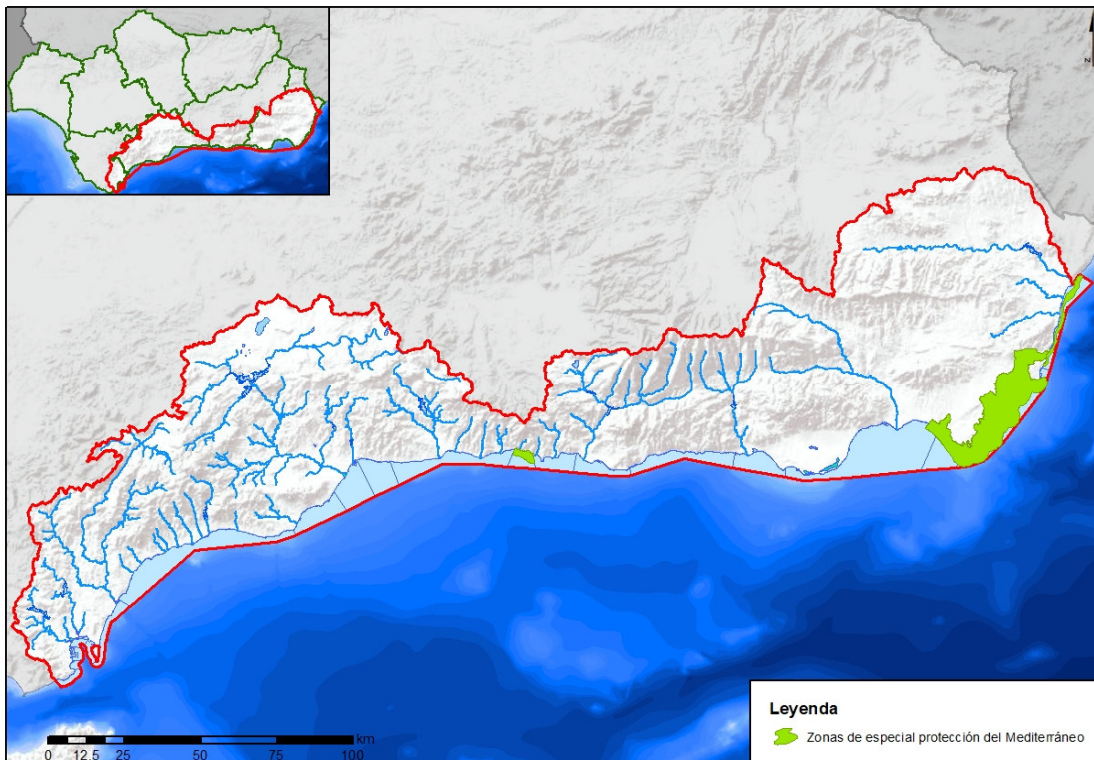 z
Leyenda
Zonas de especial protección del Mediterráneo
km
0 12,5 25 50 75 100